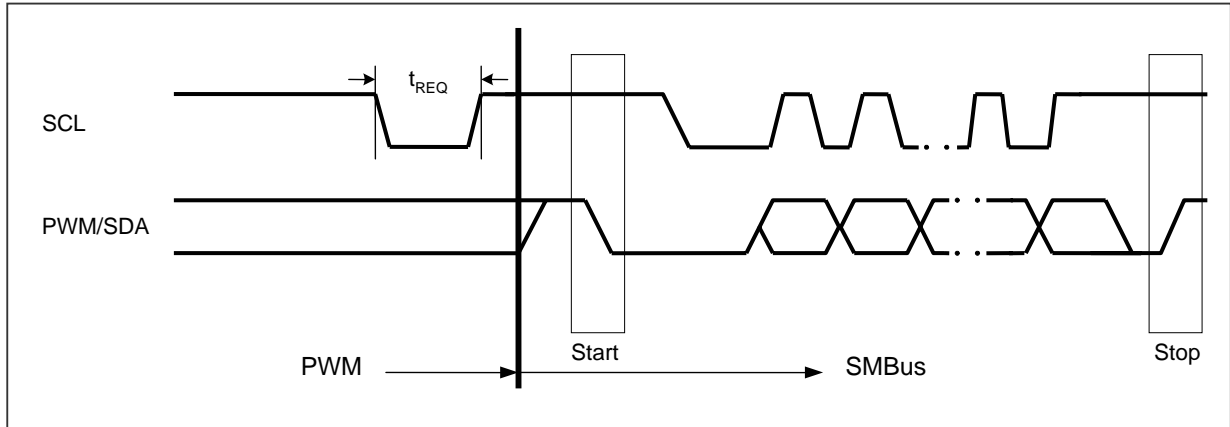 tREQ
SCL
PWM/SDA
Start
Stop
PWM
SMBus